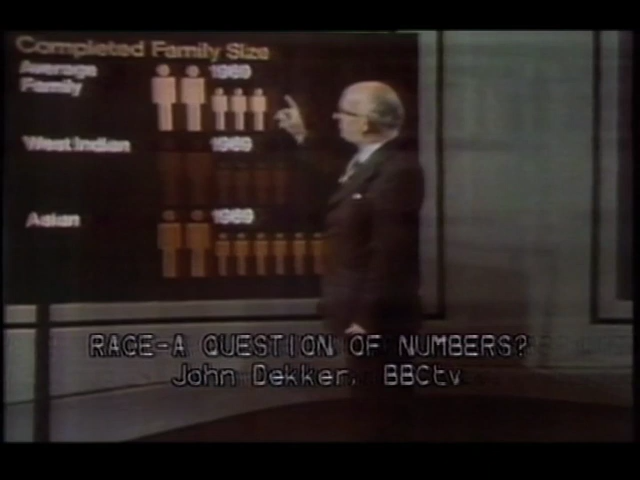 Completed Family Size
Average Family 1969
West Indian 1969
Asian 1969
RACE-A QUESTION OF NUMBERS?
John Dekker, BBCtv